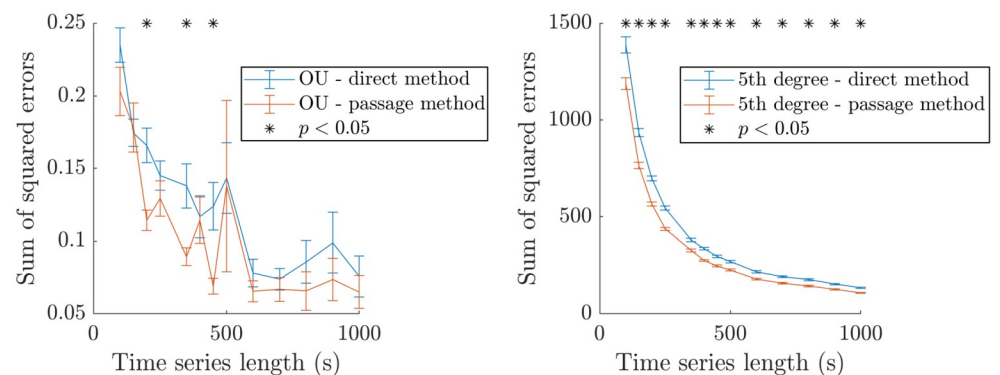 0.25
0.2
0.15
0.1
0.05
Sum of squared errors
* * *
OU - direct method
OU - passage method
* p < 0.05
0 500 1000
Time series length (s)
1500
1000
500
0
Sum of squared errors
* * * * * * * * * * * * *
5th degree - direct method
5th degree - passage method
* p < 0.05
0 500 1000
Time series length (s)